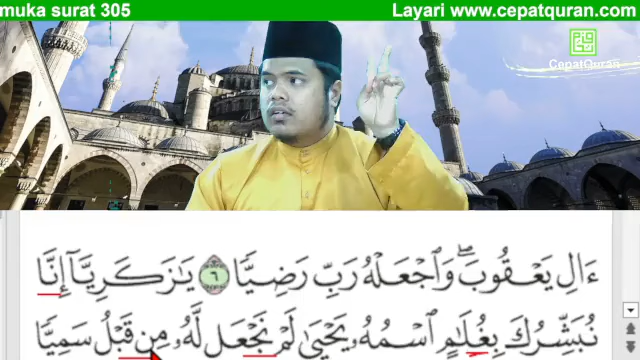 muka surat 305
Layari www.cepatquran.com
CepatQuran
ءَالِ يَعْقُوبَۖ وَٱجْعَلْهُ رَبِّ رَضِيًّا ٦ يَٰزَكَرِيَّآ إِنَّا
نُبَشِّرُكَ بِغُلَٰمٍ ٱسْمُهُۥ يَحْيَىٰ لَمْ نَجْعَل لَّهُۥ مِن قَبْلُ سَمِيًّا